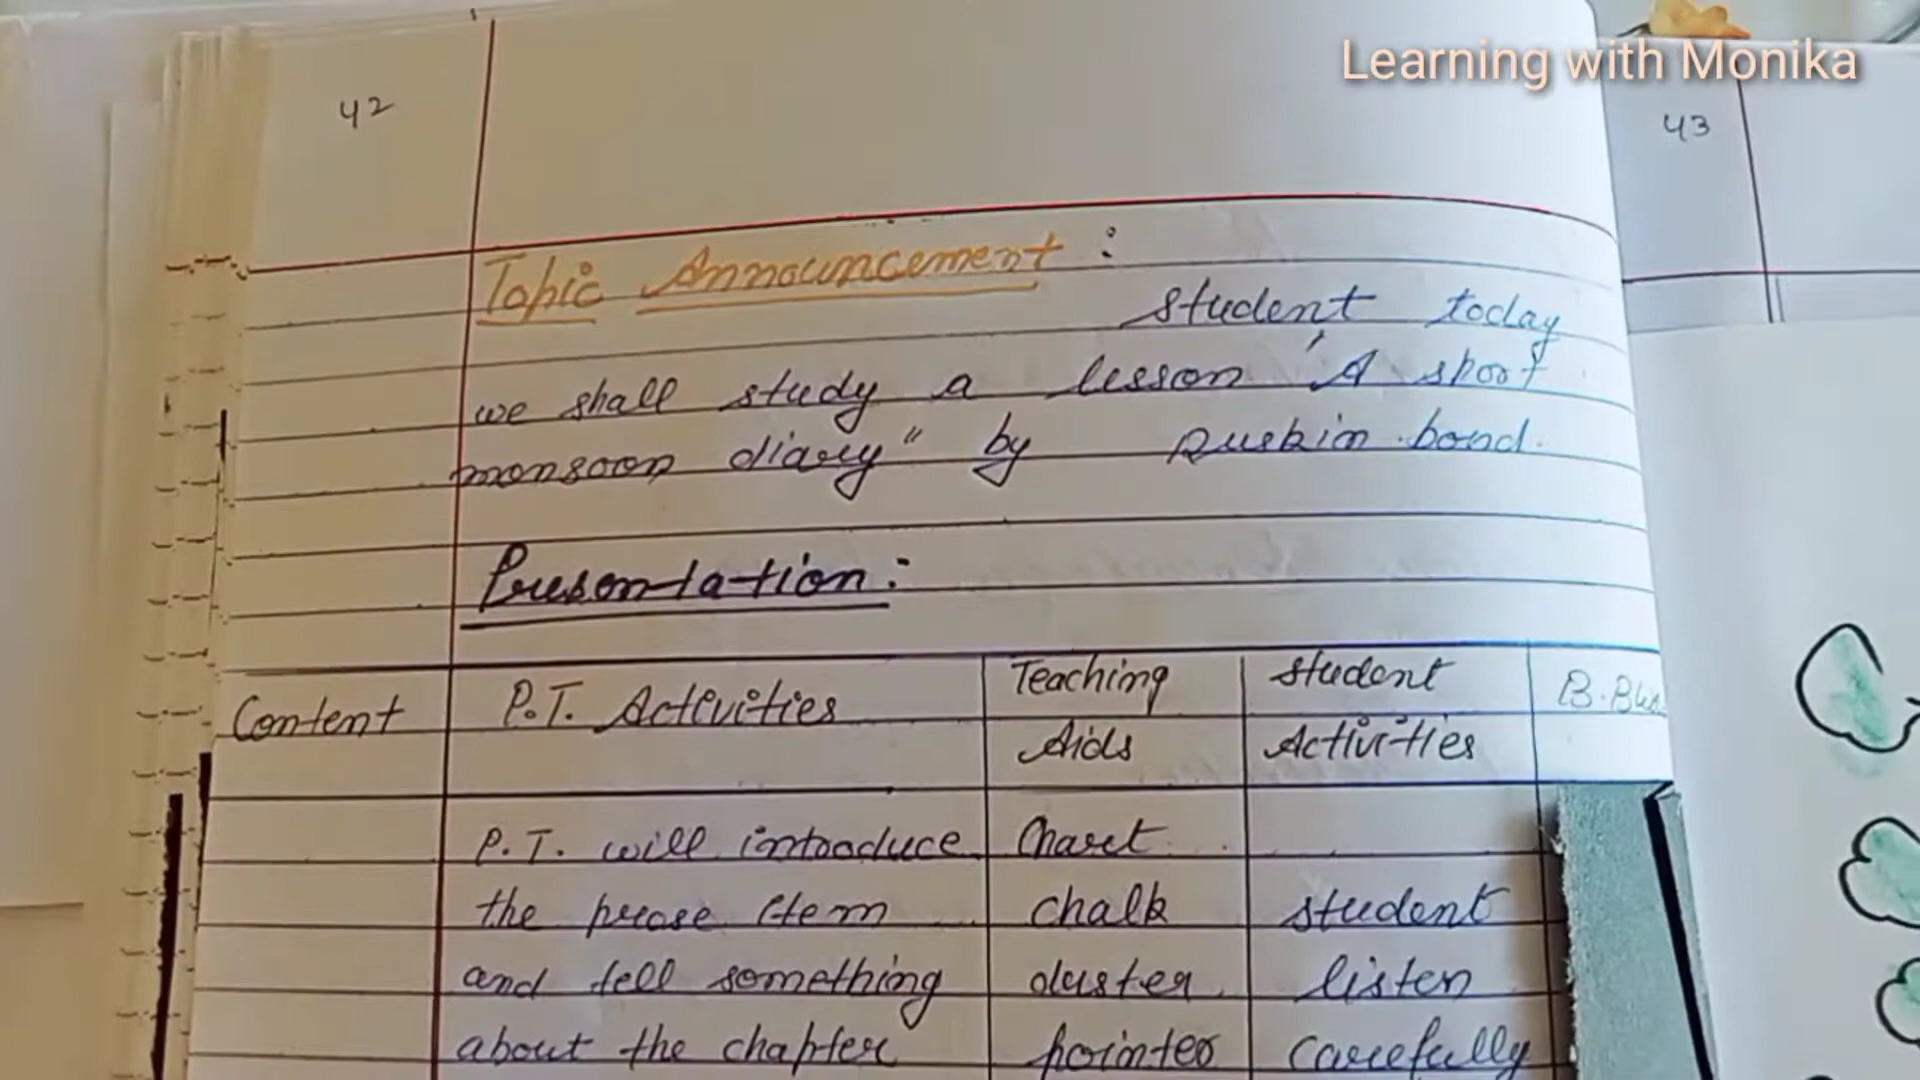 Learning with Monika
42
43
Topic Announcement :
student today
we shall study a lesson 'A short
monsoon diary" by Ruskin bond.
Presentation:
Content P.T. Activities Teaching Aids student Activities
P.T. will introduce Chart
the prose item chalk student
and tell something duster listen
about the chapter pointer carefully